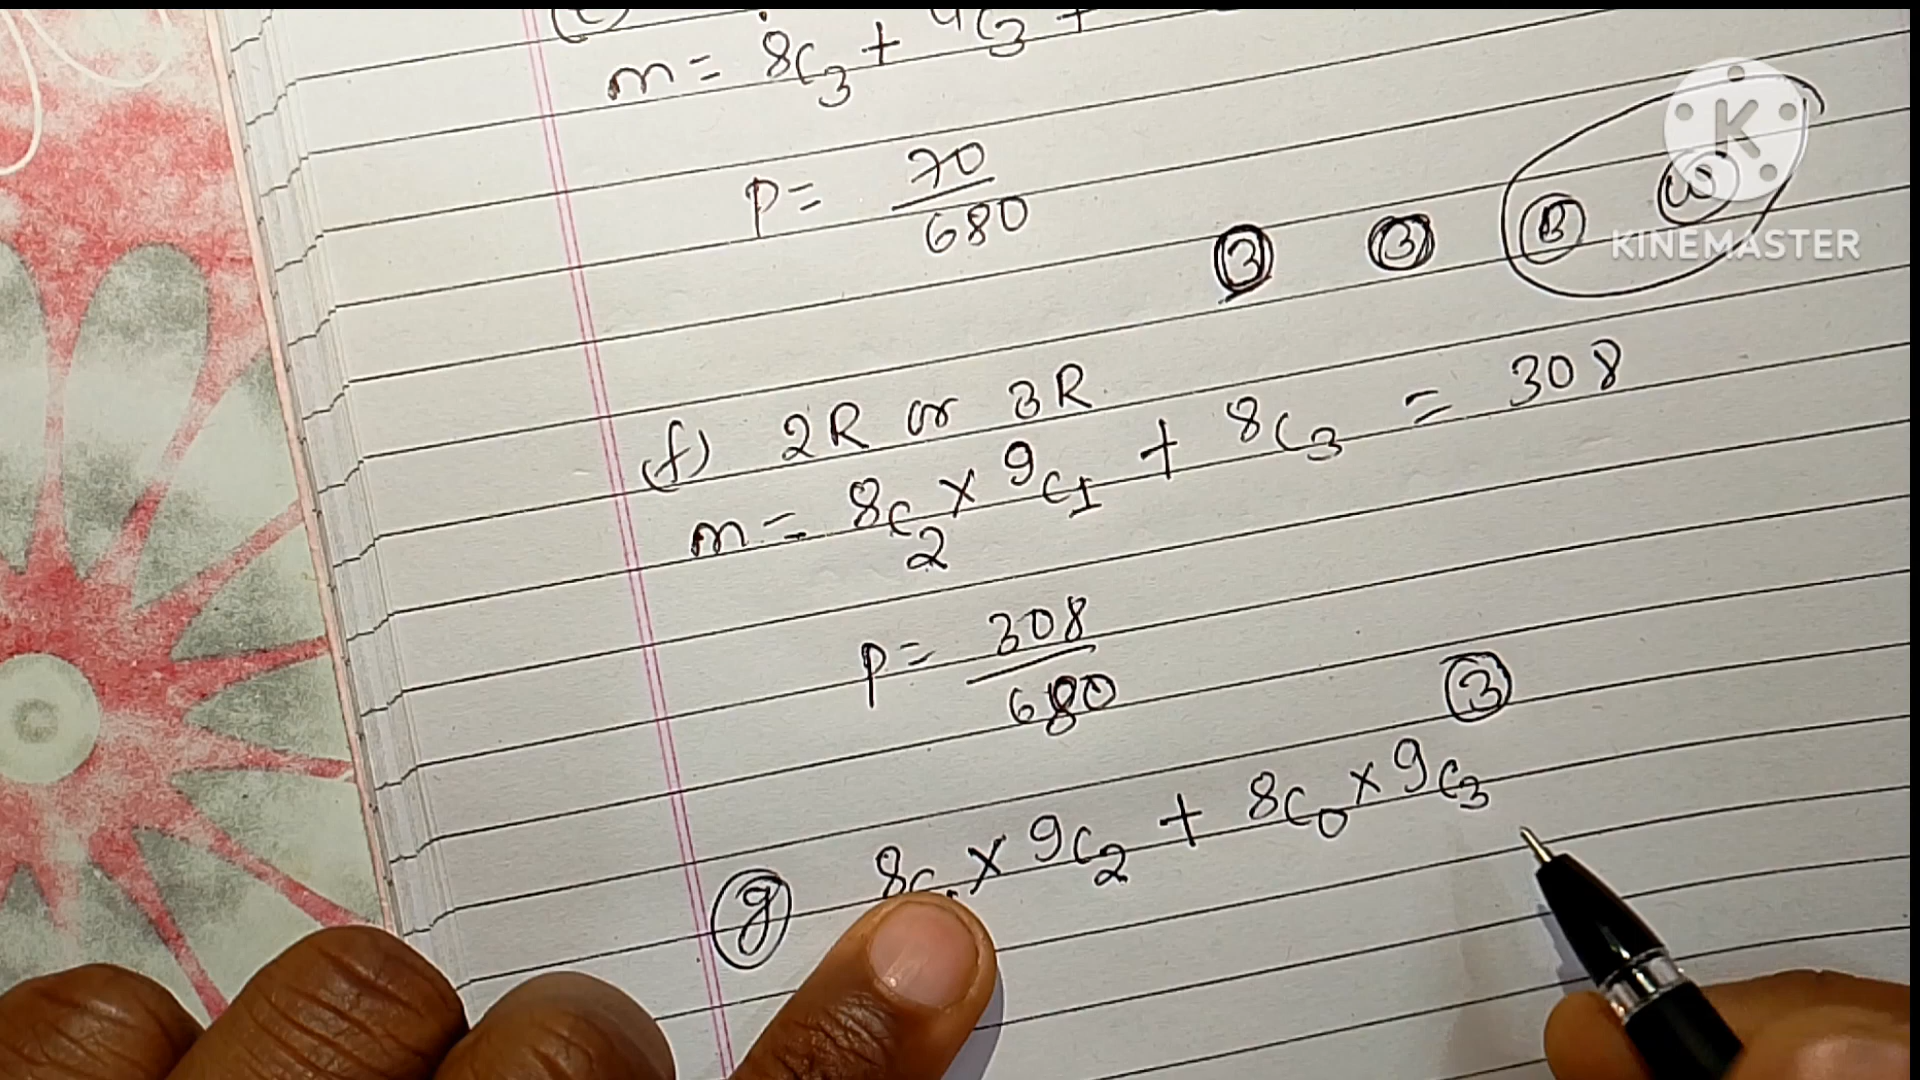 m = 8C3 + 4C3 +
P = 70/680
3 3 B W
K
KINEMASTER
(f) 2R or 3R
m = 8C2 x 9C1 + 8C3 = 308
P = 308/680
3
g 8C x 9C2 + 8C0 x 9C3